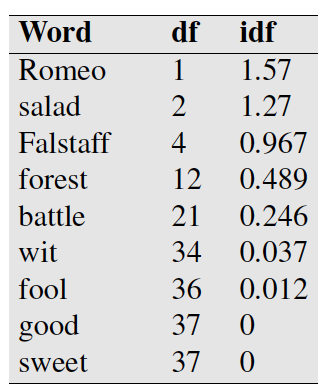 Word df idf
Romeo 1 1.57
salad 2 1.27
Falstaff 4 0.967
forest 12 0.489
battle 21 0.246
wit 34 0.037
fool 36 0.012
good 37 0
sweet 37 0